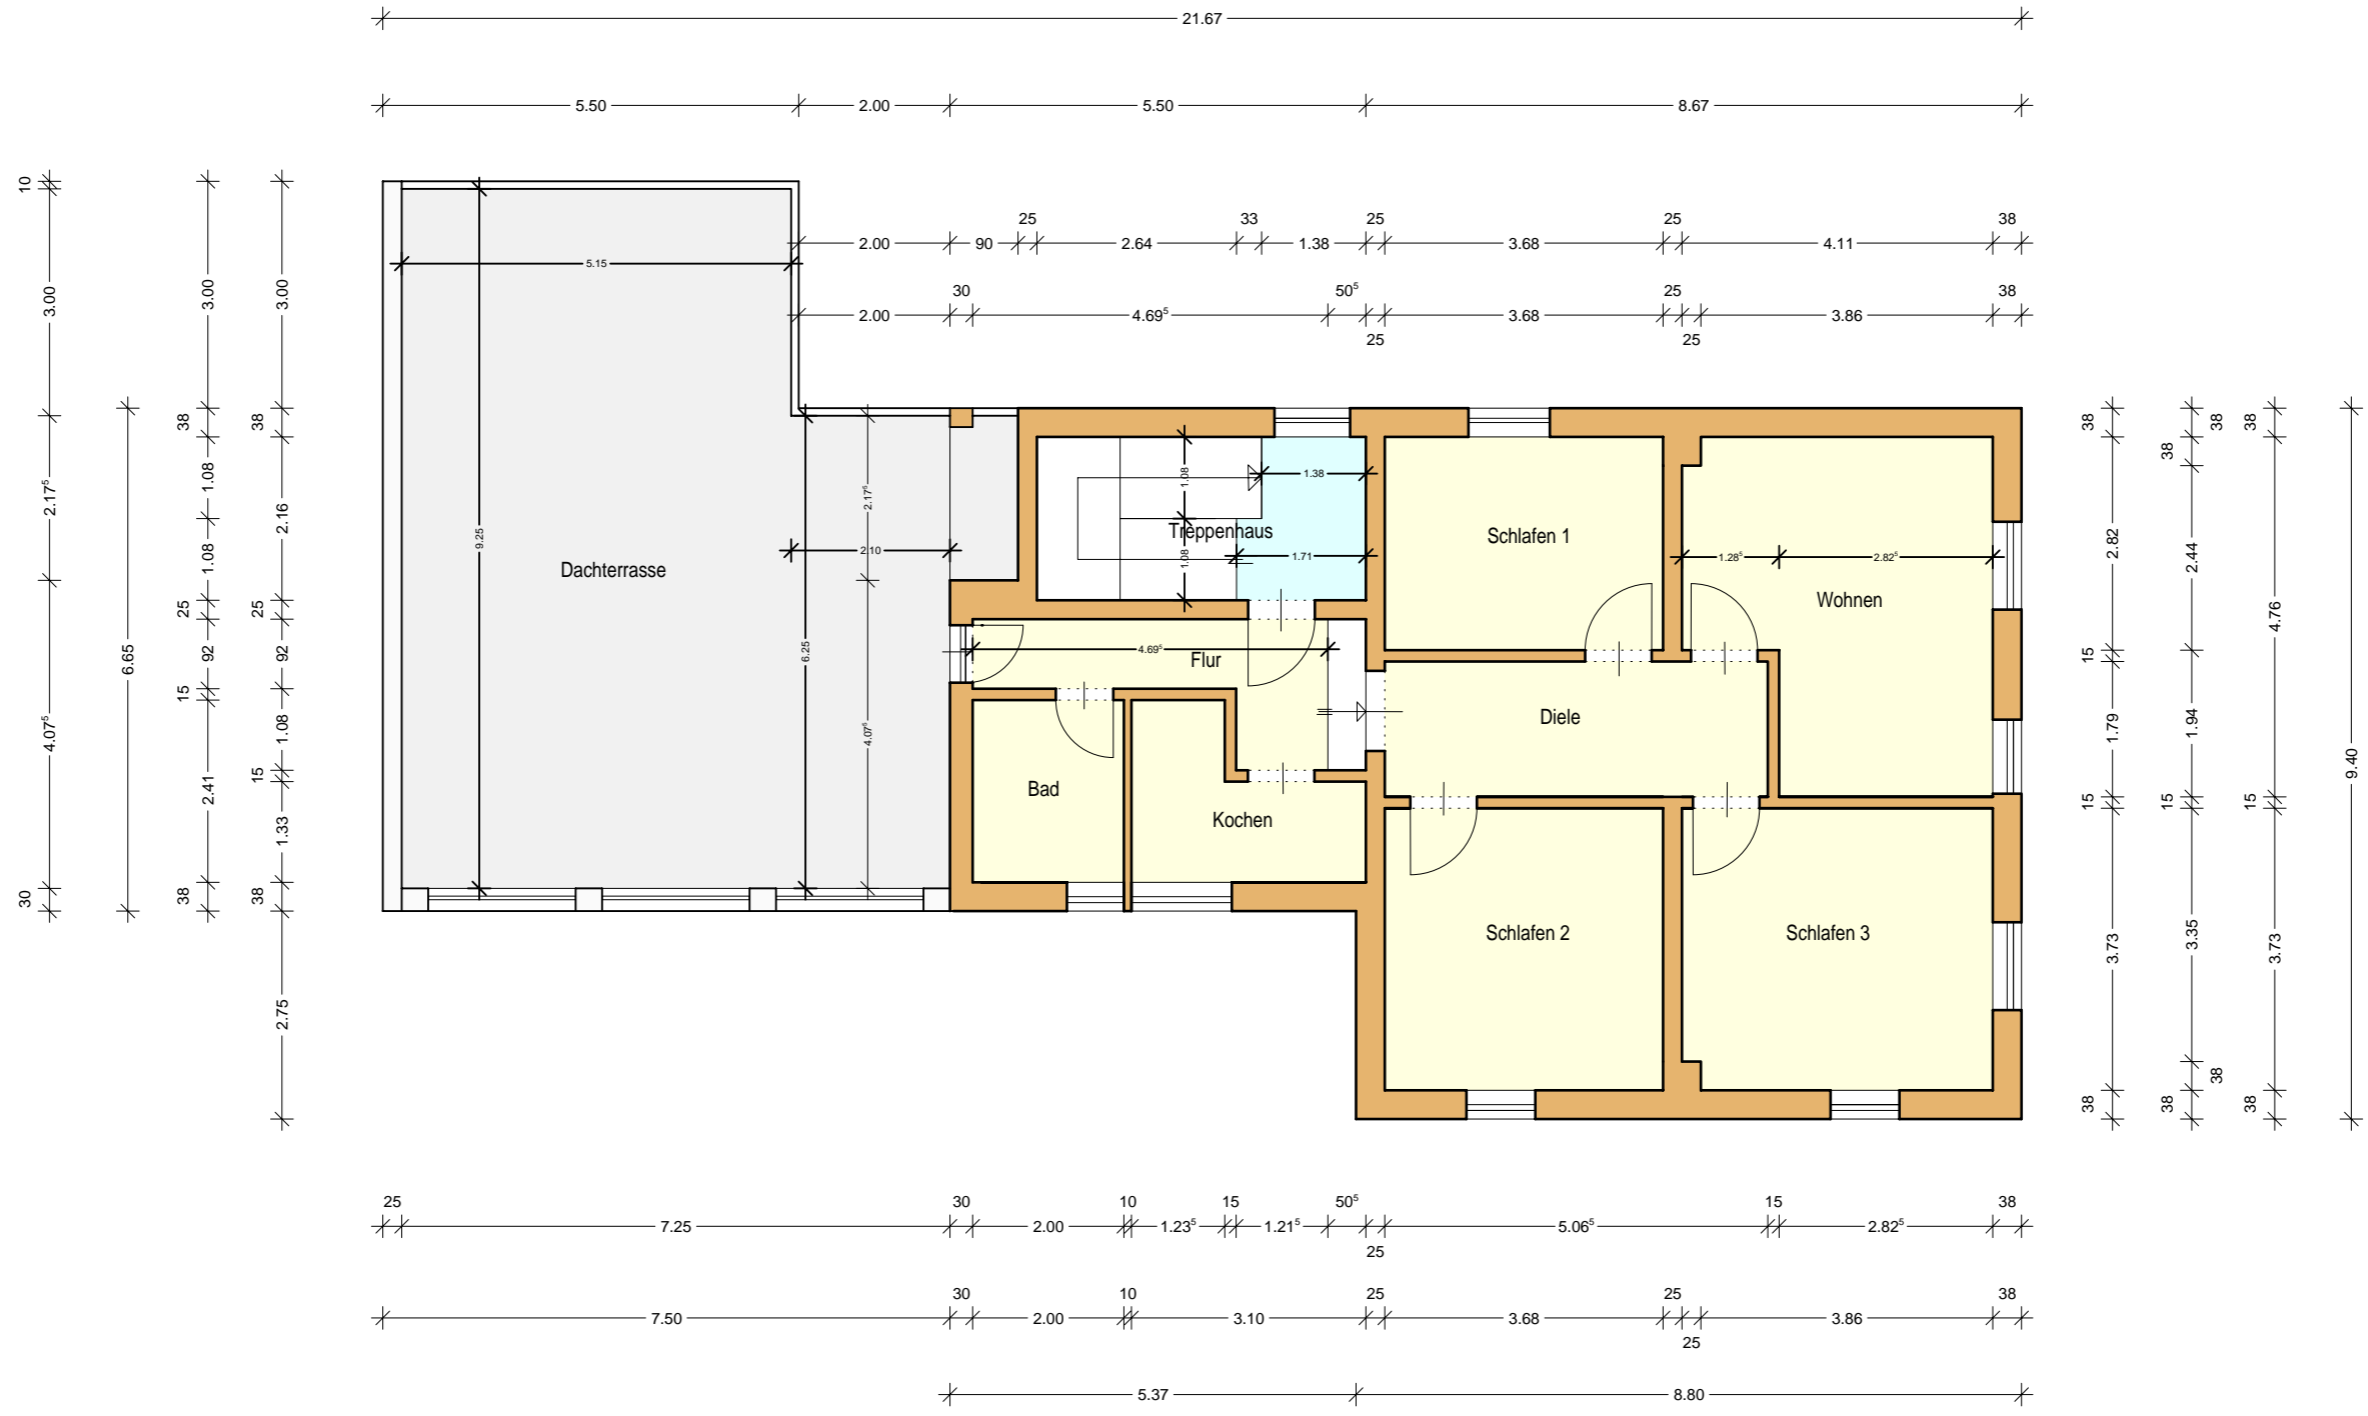 21.67
5.50 2.00 5.50 8.67
10
25 33 25 25 38
2.00 90 2.64 1.38 3.68 4.11
5.15
30 50⁵ 25 38
3.00 3.00 3.00
2.00 4.69⁵ 3.68 3.86
25 25
38 38 38 38 38
38
1.08 1.38
1.08
2.17⁵ 2.17⁵
2.16
Treppenhaus
Schlafen 1
9.25
2.82 2.44
2.10 1.08 1.71 1.28⁵ 2.82⁵
1.08
Dachterrasse
Wohnen
25 25
4.76
6.65 92 92 6.25 4.69⁵
Flur
15 15
4.07⁵ 1.08 4.07⁵
Diele
1.79 1.94
9.40
15
2.41
Bad
15 15 15
Kochen
1.33
30 38 38
Schlafen 2 Schlafen 3
3.73 3.35 3.73
2.75
38
38 38 38
25 30 10 15 50⁵ 15 38
7.25 2.00 1.23⁵ 1.21⁵ 5.06⁵ 2.82⁵
25
30 10 25 25 38
7.50 2.00 3.10 3.68 3.86
25
5.37 8.80